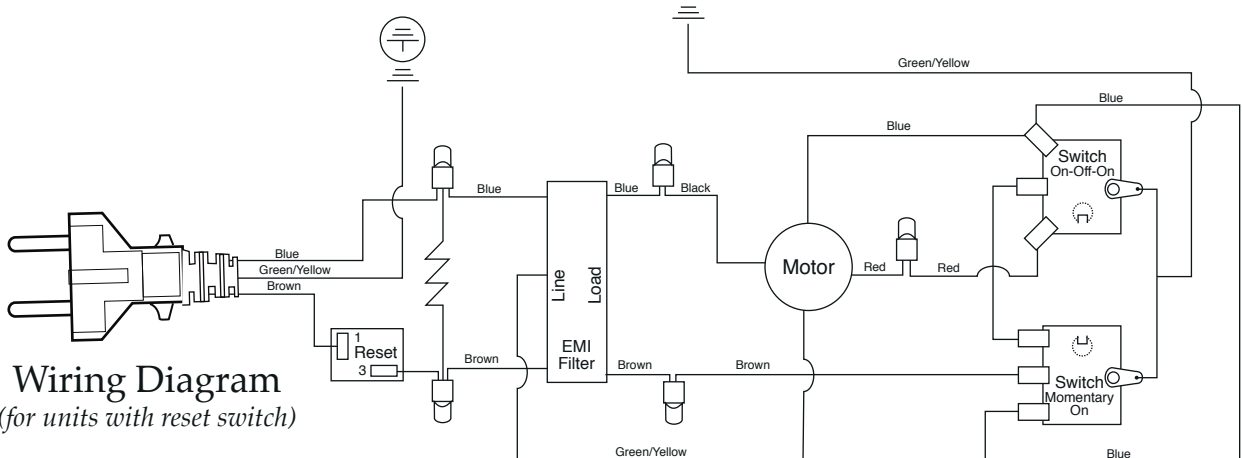 Green/Yellow
Blue
Blue
Switch
On-Off-On
Blue
Blue
Black
Blue
Green/Yellow
Brown
Line
Load
Motor
Red
Red
1
Reset
3
EMI
Filter
Brown
Brown
Brown
Switch
Momentary
On
Wiring Diagram
(for units with reset switch)
Green/Yellow
Blue